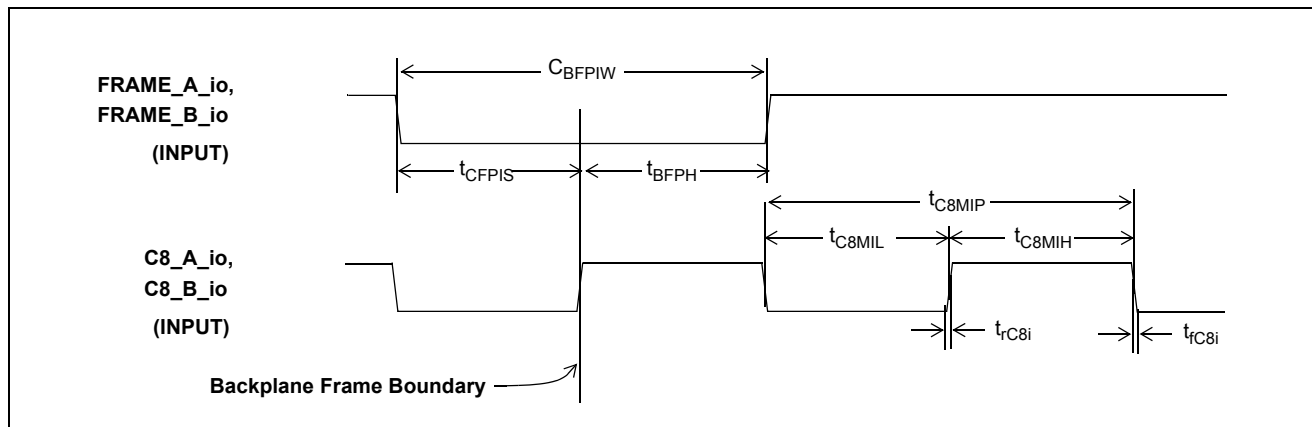 C_BFPIW
FRAME_A_io,
FRAME_B_io
(INPUT)
t_CFPIS
t_BFPH
t_C8MIP
t_C8MIL
t_C8MIH
C8_A_io,
C8_B_io
(INPUT)
t_rC8i
t_fC8i
Backplane Frame Boundary